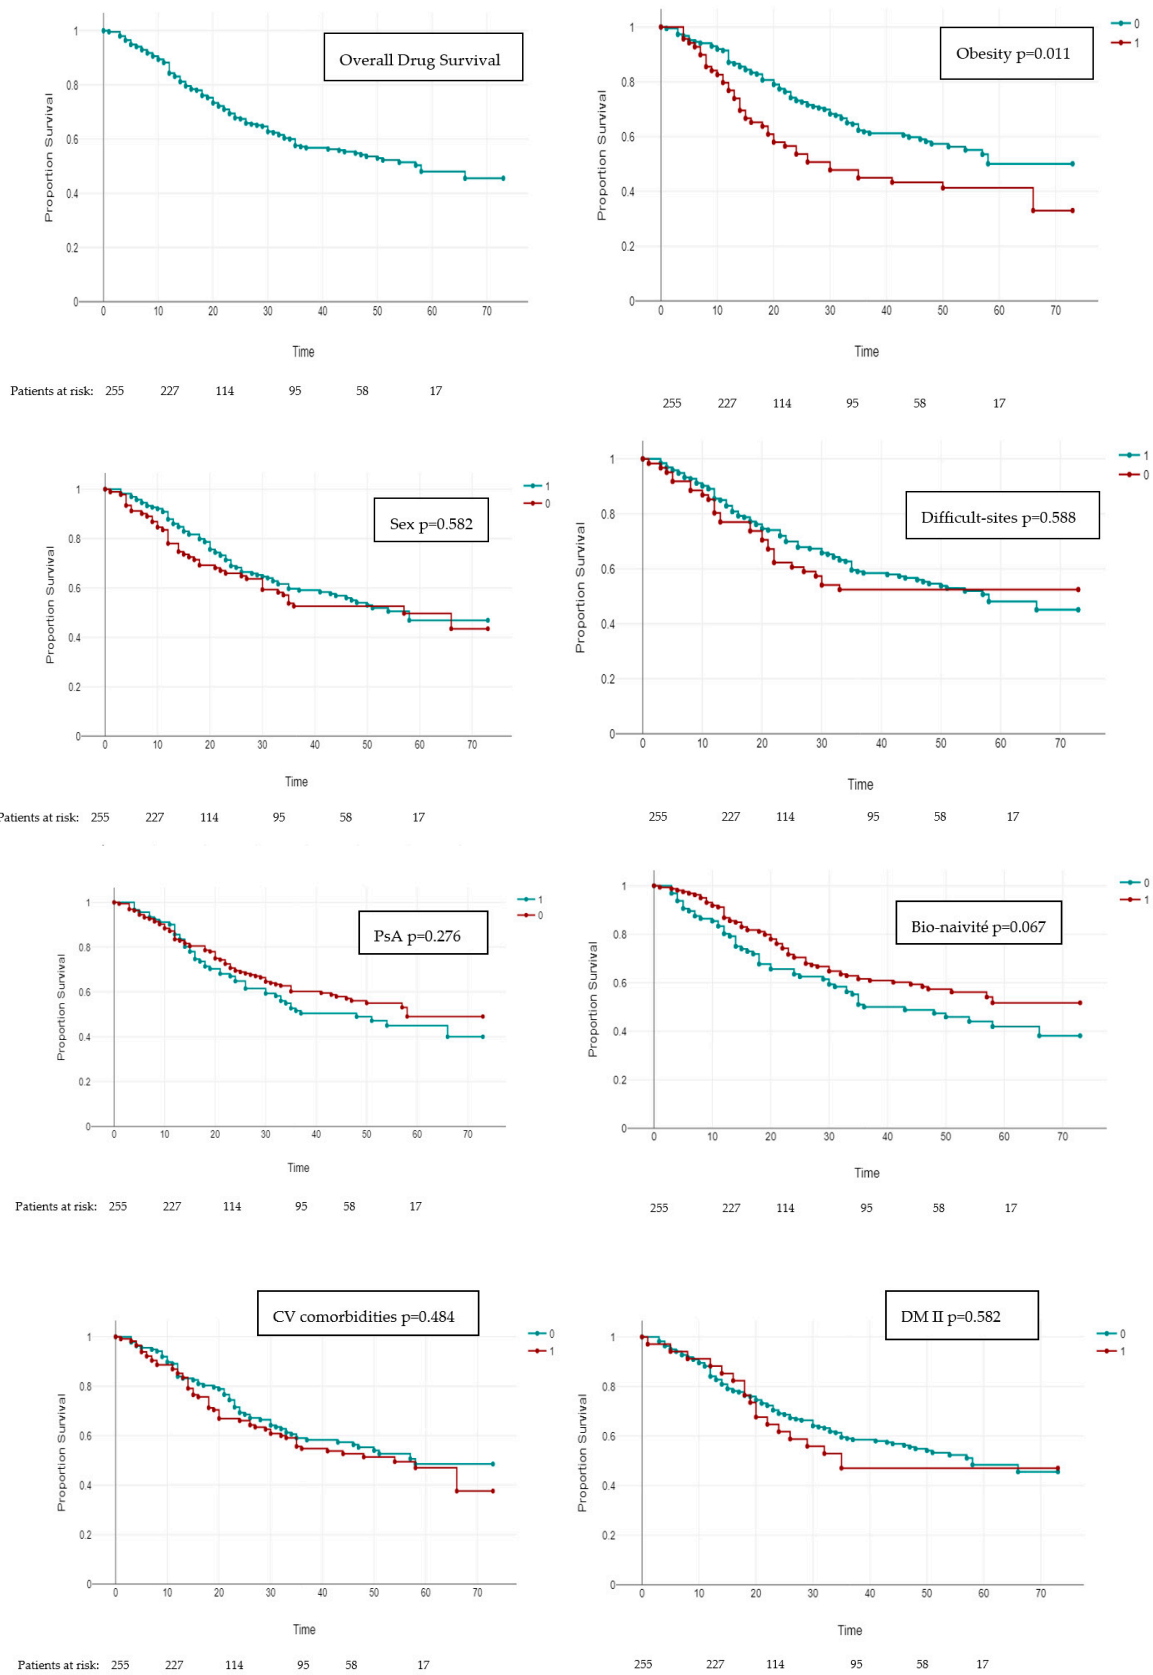 Overall Drug Survival
Proportion Survival
1
0.8
0.6
0.4
0.2
0
0 10 20 30 40 50 60 70
Time
Patients at risk: 255 227 114 95 58 17
Obesity p=0.011
0
1
Proportion Survival
1
0.8
0.6
0.4
0.2
0
0 10 20 30 40 50 60 70
Time
255 227 114 95 58 17
Sex p=0.582
1
0
Proportion Survival
1
0.8
0.6
0.4
0.2
0
0 10 20 30 40 50 60 70
Time
Patients at risk: 255 227 114 95 58 17
Difficult-sites p=0.588
1
0
Proportion Survival
1
0.8
0.6
0.4
0.2
0
0 10 20 30 40 50 60 70
Time
255 227 114 95 58 17
PsA p=0.276
1
0
Proportion Survival
1
0.8
0.6
0.4
0.2
0
0 10 20 30 40 50 60 70
Time
Patients at risk: 255 227 114 95 58 17
Bio-naivité p=0.067
0
1
Proportion Survival
1
0.8
0.6
0.4
0.2
0
0 10 20 30 40 50 60 70
Time
255 227 114 95 58 17
CV comorbidities p=0.484
0
1
Proportion Survival
1
0.8
0.6
0.4
0.2
0
0 10 20 30 40 50 60 70
Time
Patients at risk: 255 227 114 95 58 17
DM II p=0.582
0
1
Proportion Survival
1
0.8
0.6
0.4
0.2
0
0 10 20 30 40 50 60 70
Time
255 227 114 95 58 17